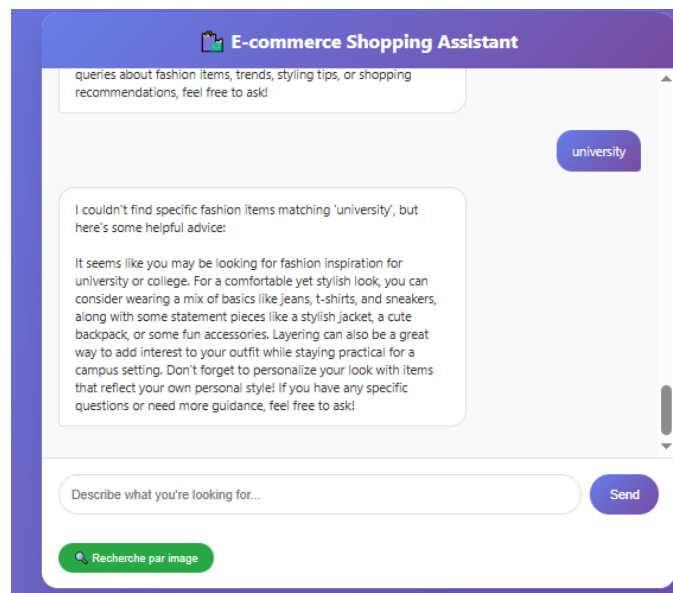 E-commerce Shopping Assistant
queries about fashion items, trends, styling tips, or shopping
recommendations, feel free to ask!
university
I couldn't find specific fashion items matching 'university', but
here's some helpful advice:
It seems like you may be looking for fashion inspiration for
university or college. For a comfortable yet stylish look, you can
consider wearing a mix of basics like jeans, t-shirts, and sneakers,
along with some statement pieces like a stylish jacket, a cute
backpack, or some fun accessories. Layering can also be a great
way to add interest to your outfit while staying practical for a
campus setting. Don't forget to personalize your look with items
that reflect your own personal style! If you have any specific
questions or need more guidance, feel free to ask!
Describe what you're looking for...
Send
Recherche par image